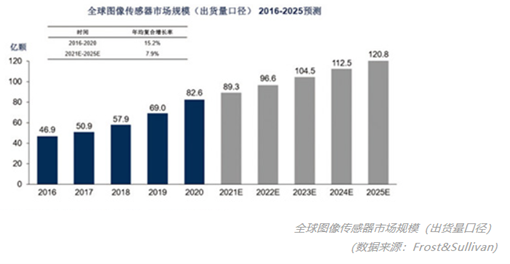 全球图像传感器市场规模（出货量口径） 2016-2025预测
时间 年均复合增长率
2016-2020 15.2%
2021E-2025E 7.9%
亿颗
120
100
80
60
40
20
0
46.9 50.9 57.9 69.0 82.6 89.3 96.6 104.5 112.5 120.8
2016 2017 2018 2019 2020 2021E 2022E 2023E 2024E 2025E
全球图像传感器市场规模（出货量口径）
(数据来源：Frost&Sullivan)